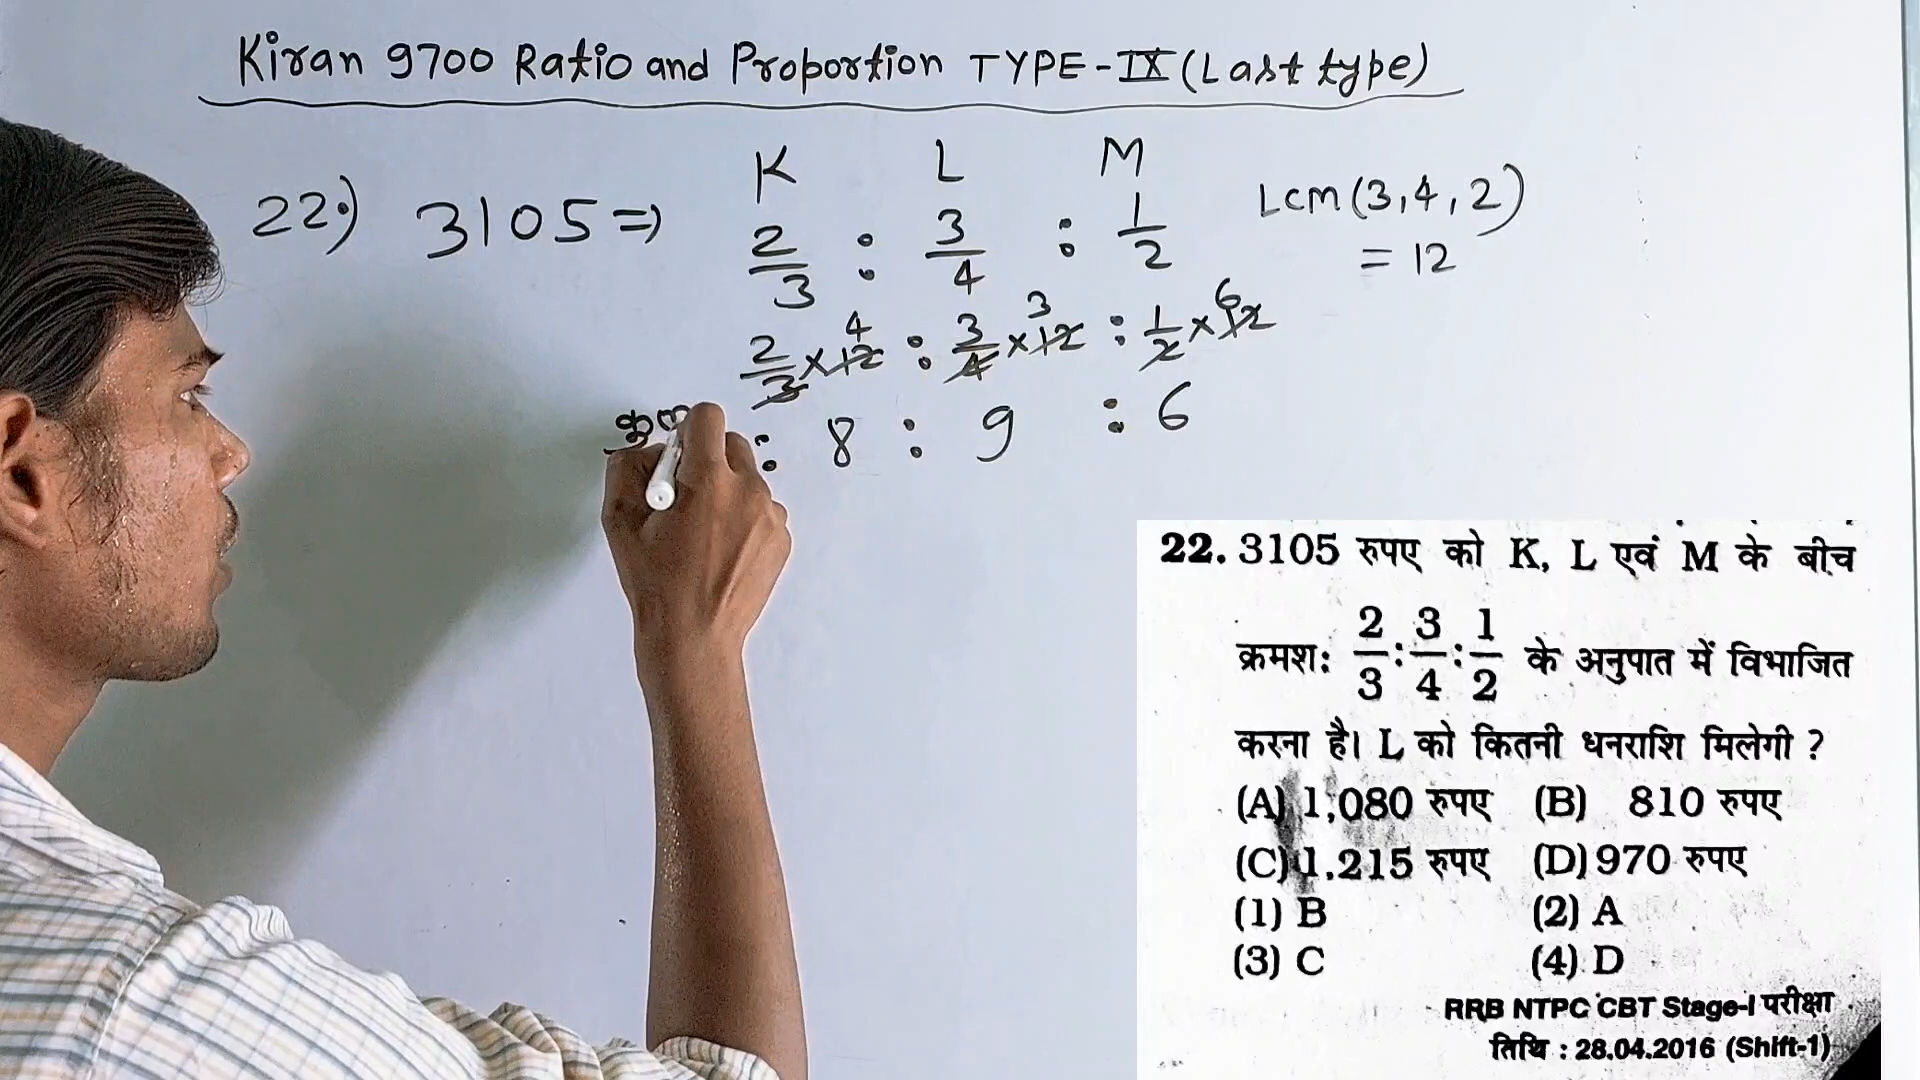 Kiran 9700 Ratio and Proportion TYPE-IX (Last type)
K L M
22.) 3105 ⇒ 2/3 : 3/4 : 1/2
LCM (3, 4, 2)
= 12
2/3 × 12 4 : 3/4 × 12 3 : 1/2 × 12 6
: 8 : 9 : 6
22. 3105 रुपए को K, L एवं M के बीच
क्रमश: 2/3 : 3/4 : 1/2 के अनुपात में विभाजित
करना है। L को कितनी धनराशि मिलेगी ?
(A) 1,080 रुपए (B) 810 रुपए
(C) 1.215 रुपए (D) 970 रुपए
(1) B (2) A
(3) C (4) D
RRB NTPC CBT Stage-I परीक्षा
तिथि : 28.04.2016 (Shift-1)